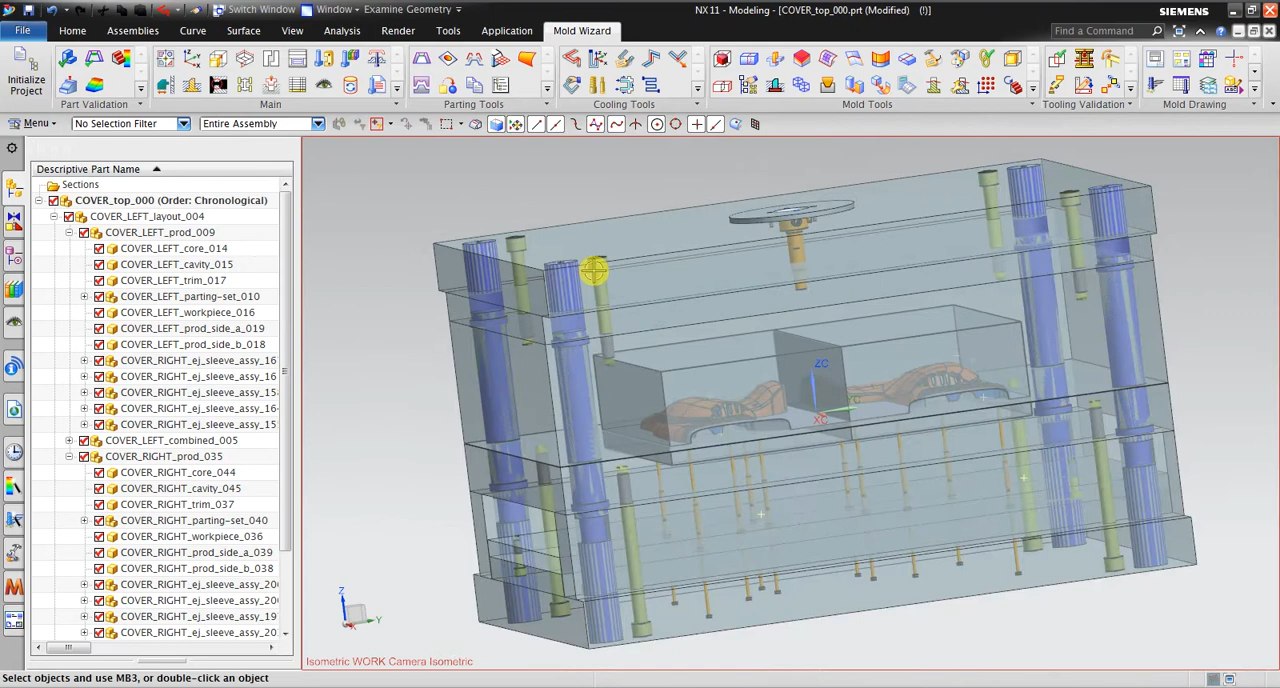 Switch Window Window Examine Geometry
NX 11 - Modeling - [COVER_top_000.prt (Modified) (!)]
SIEMENS
File Home Assemblies Curve Surface View Analysis Render Tools Application Mold Wizard
Find a Command
Initialize
Project
Part Validation Main Parting Tools Cooling Tools Mold Tools Tooling Validation Mold Drawing
Menu No Selection Filter Entire Assembly
Descriptive Part Name
Sections
COVER_top_000 (Order: Chronological)
COVER_LEFT_layout_004
COVER_LEFT_prod_009
COVER_LEFT_core_014
COVER_LEFT_cavity_015
COVER_LEFT_trim_017
COVER_LEFT_parting-set_010
COVER_LEFT_workpiece_016
COVER_LEFT_prod_side_a_019
COVER_LEFT_prod_side_b_018
COVER_RIGHT_ej_sleeve_assy_16
COVER_RIGHT_ej_sleeve_assy_16
COVER_RIGHT_ej_sleeve_assy_15
COVER_RIGHT_ej_sleeve_assy_16
COVER_RIGHT_ej_sleeve_assy_15
COVER_LEFT_combined_005
COVER_RIGHT_prod_035
COVER_RIGHT_core_044
COVER_RIGHT_cavity_045
COVER_RIGHT_trim_037
COVER_RIGHT_parting-set_040
COVER_RIGHT_workpiece_036
COVER_RIGHT_prod_side_a_039
COVER_RIGHT_prod_side_b_038
COVER_RIGHT_ej_sleeve_assy_20
COVER_RIGHT_ej_sleeve_assy_20
COVER_RIGHT_ej_sleeve_assy_19
COVER_RIGHT_ej_sleeve_assy_20
ZC
YC
XC
Z
Y
X
Isometric WORK Camera Isometric
Select objects and use MB3, or double-click an object